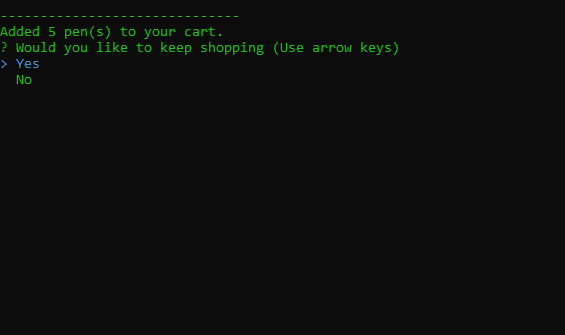 ------------------------------
Added 5 pen(s) to your cart.
? Would you like to keep shopping (Use arrow keys)
> Yes
  No